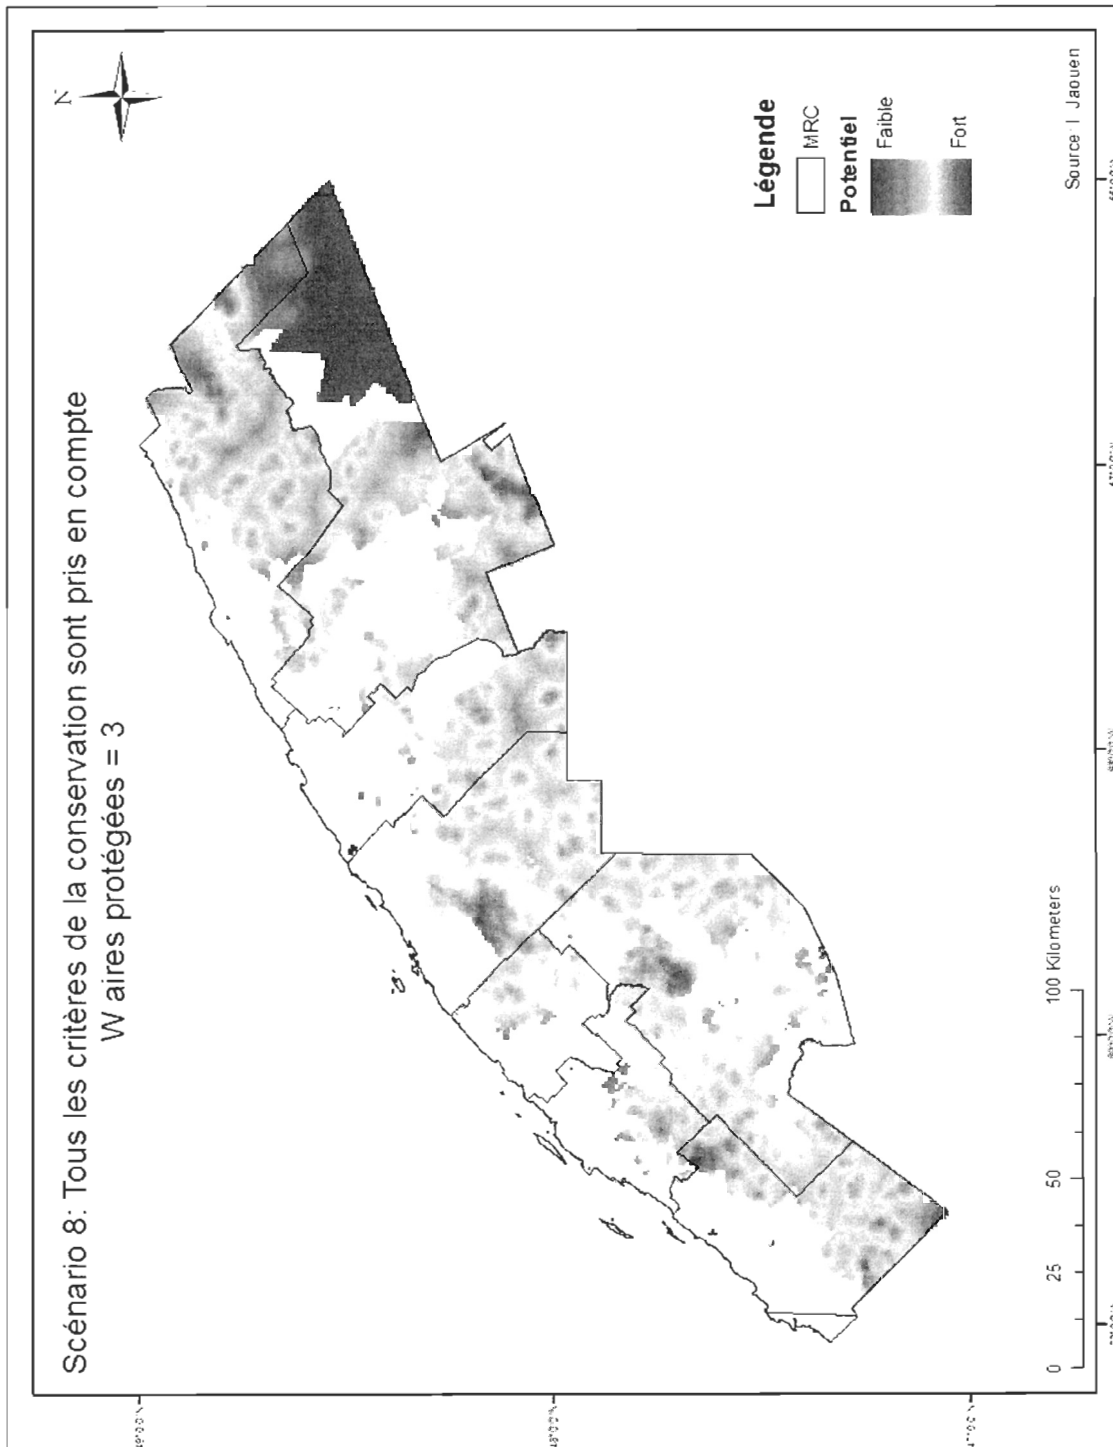 Scénario 8: Tous les critères de la conservation sont pris en compte
W aires protégées = 3
N
Légende
MRC
Potentiel
Faible
Fort
0 25 50 100 Kilometers
Source: I Jaouen